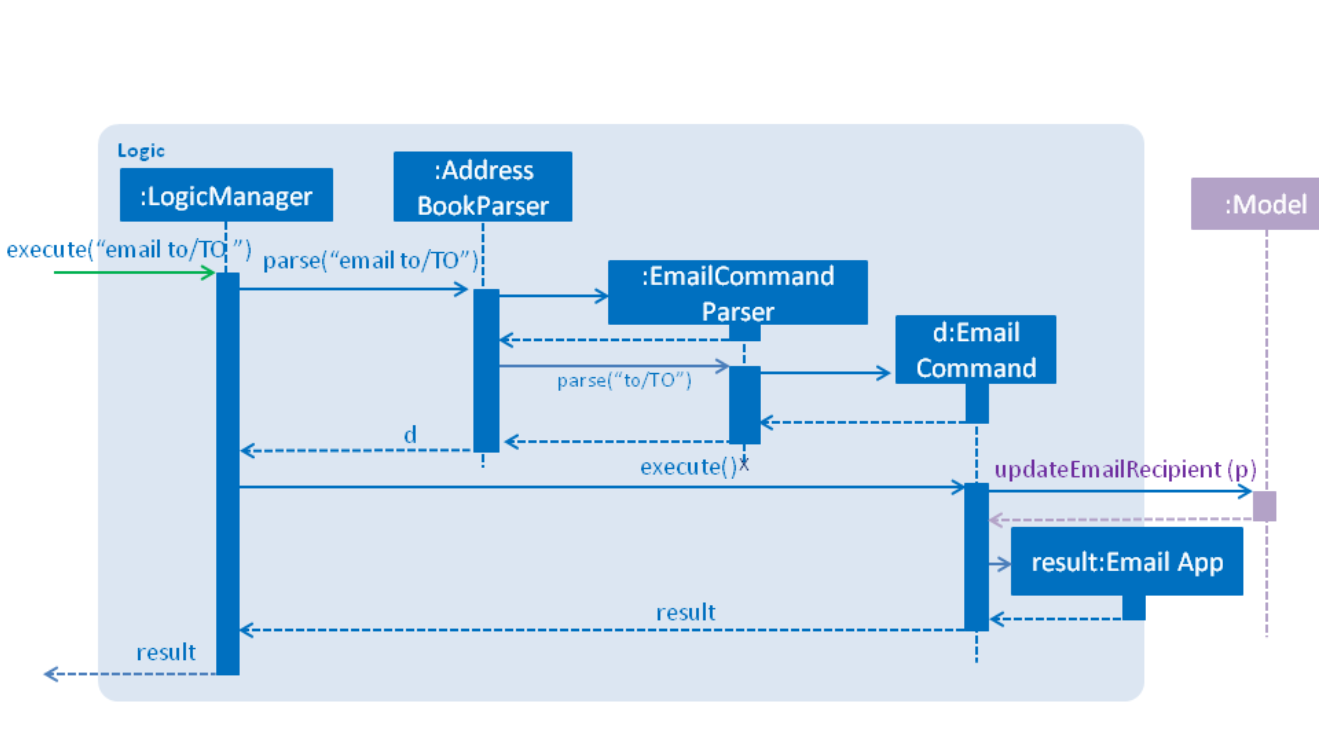 Logic
:LogicManager
:Address
BookParser
:Model
execute(“email to/TO ”)
parse(“email to/TO”)
:EmailCommand
Parser
d:Email
Command
parse(“to/TO”)
d
execute()
X
updateEmailRecipient (p)
result:Email App
result
result